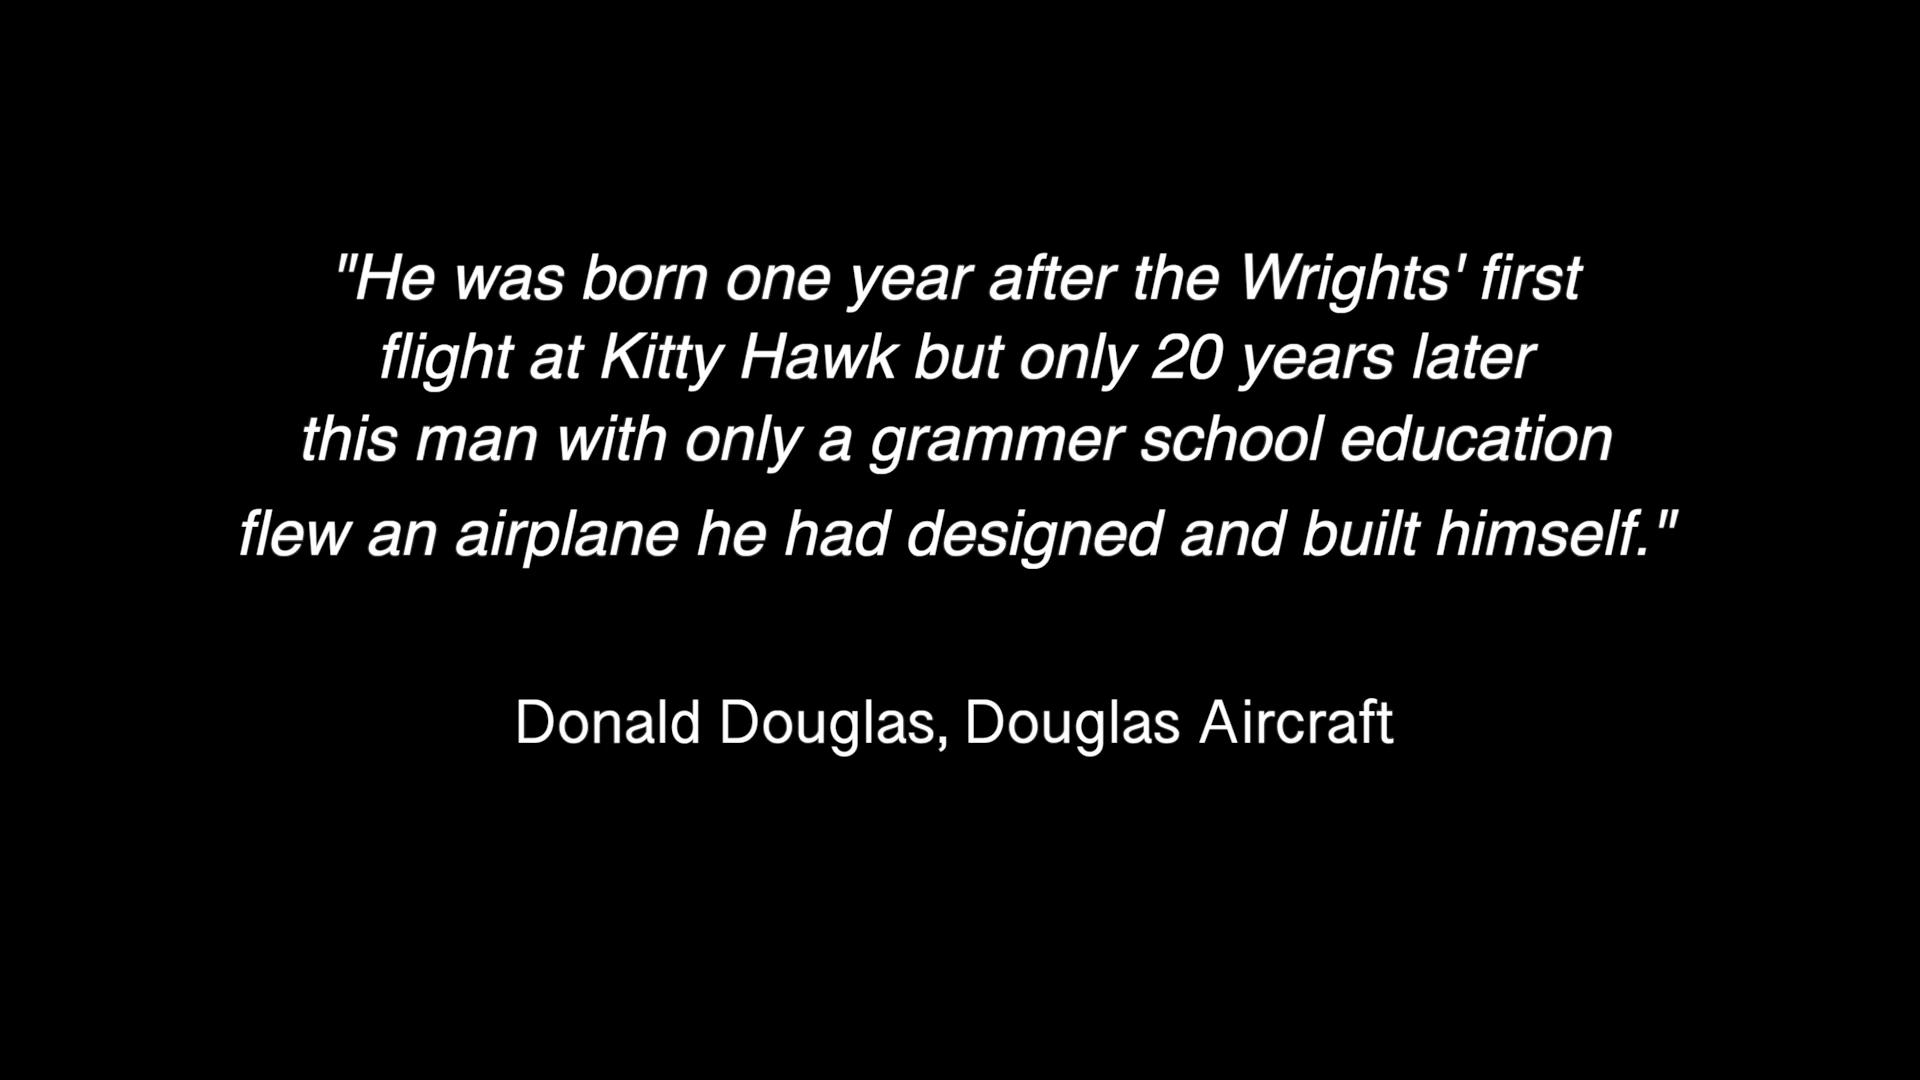 "He was born one year after the Wrights' first
flight at Kitty Hawk but only 20 years later
this man with only a grammer school education
flew an airplane he had designed and built himself."
Donald Douglas, Douglas Aircraft